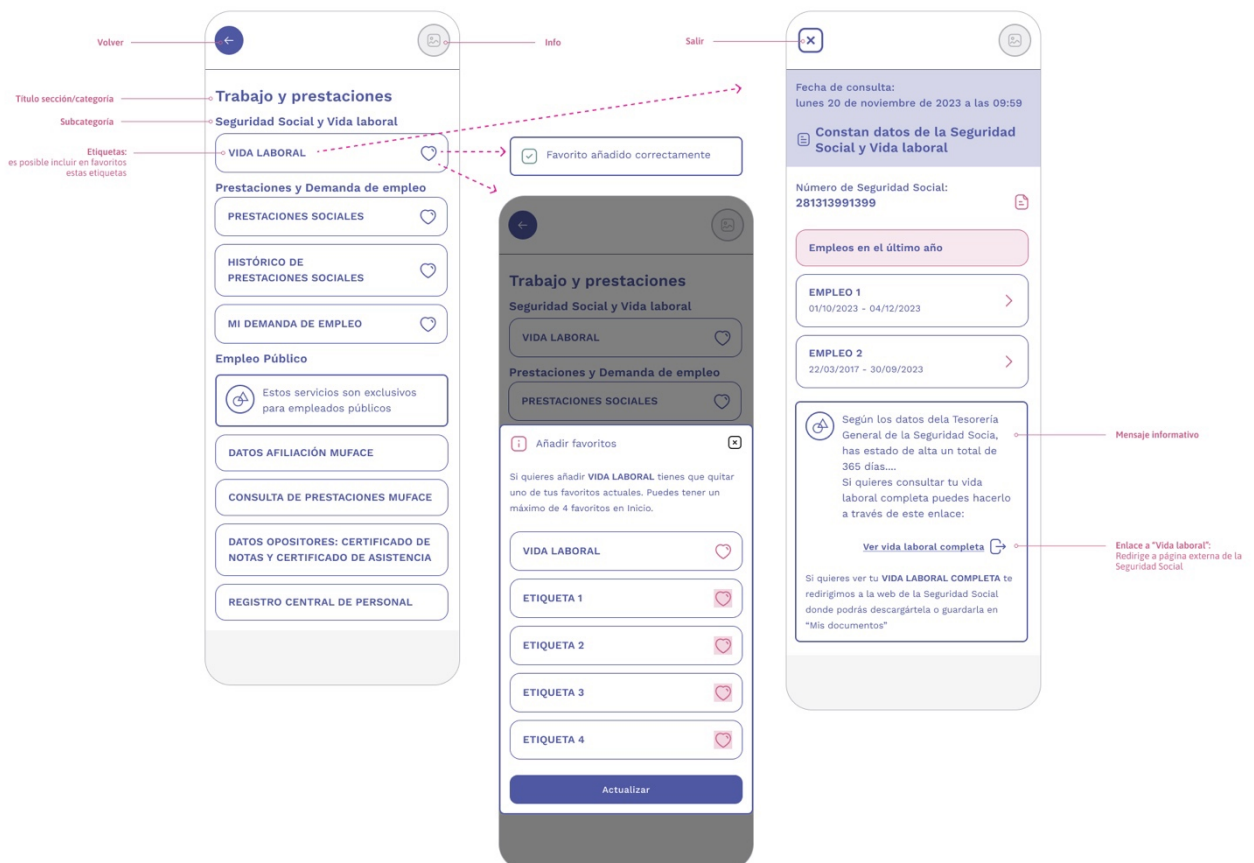 Volver
Info
Título sección/categoría
Trabajo y prestaciones
Subcategoría
Seguridad Social y Vida laboral
Etiquetas:
es posible incluir en favoritos
estas etiquetas
VIDA LABORAL
Prestaciones y Demanda de empleo
PRESTACIONES SOCIALES
HISTÓRICO DE
PRESTACIONES SOCIALES
MI DEMANDA DE EMPLEO
Empleo Público
Estos servicios son exclusivos
para empleados públicos
DATOS AFILIACIÓN MUFACE
CONSULTA DE PRESTACIONES MUFACE
DATOS OPOSITORES: CERTIFICADO DE
NOTAS Y CERTIFICADO DE ASISTENCIA
REGISTRO CENTRAL DE PERSONAL
Favorito añadido correctamente
Trabajo y prestaciones
Seguridad Social y Vida laboral
VIDA LABORAL
Prestaciones y Demanda de empleo
PRESTACIONES SOCIALES
Añadir favoritos
Si quieres añadir VIDA LABORAL tienes que quitar
uno de tus favoritos actuales. Puedes tener un
máximo de 4 favoritos en Inicio.
VIDA LABORAL
ETIQUETA 1
ETIQUETA 2
ETIQUETA 3
ETIQUETA 4
Actualizar
Salir
Fecha de consulta:
lunes 20 de noviembre de 2023 a las 09:59
Constan datos de la Seguridad
Social y Vida laboral
Número de Seguridad Social:
281313991399
Empleos en el último año
EMPLEO 1
01/10/2023 - 04/12/2023
EMPLEO 2
22/03/2017 - 30/09/2023
Según los datos dela Tesorería
General de la Seguridad Socia,
has estado de alta un total de
365 días....
Si quieres consultar tu vida
laboral completa puedes hacerlo
a través de este enlace:
Ver vida laboral completa
Si quieres ver tu VIDA LABORAL COMPLETA te
redirigimos a la web de la Seguridad Social
donde podrás descargártela o guardarla en
“Mis documentos”
Mensaje informativo
Enlace a “Vida laboral”:
Redirige a página externa de la
Seguridad Social